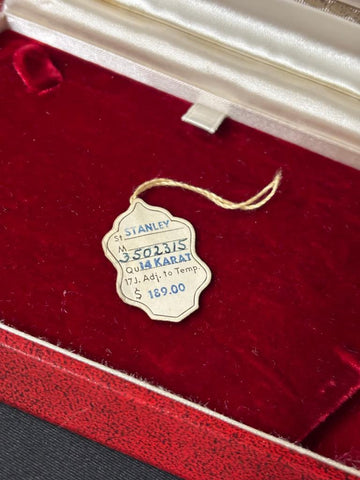 St STANLEY
M
3502315
Qu 14 KARAT
17J. Adj. to Temp.
$ 189.00